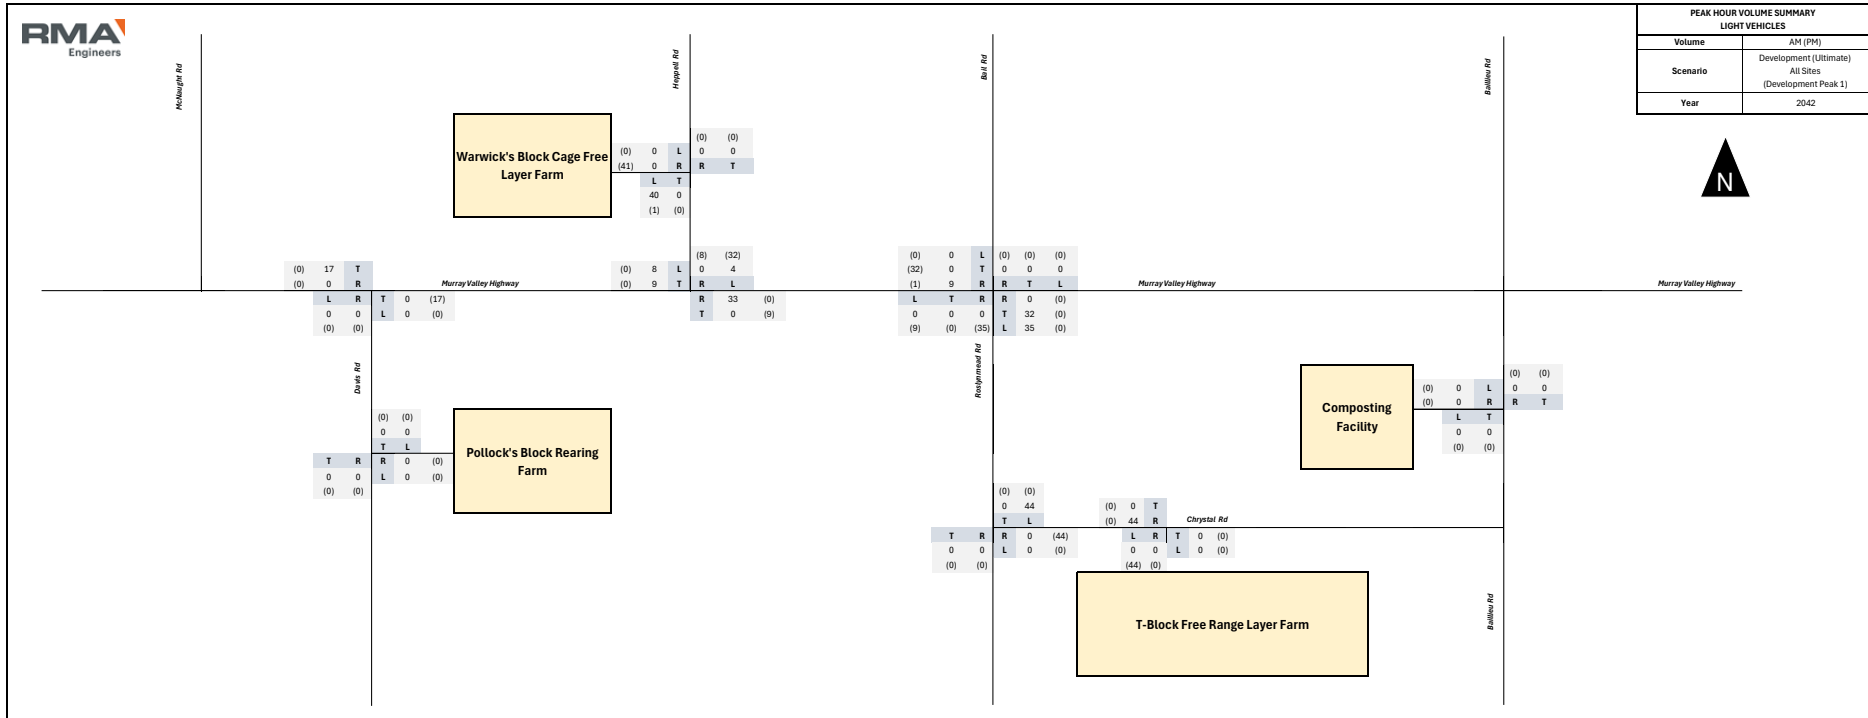 RMA
Engineers
PEAK HOUR VOLUME SUMMARY
LIGHT VEHICLES
Volume AM (PM)
Scenario Development (Ultimate)
All Sites
(Development Peak 1)
Year 2042
N
McNaught Rd
Heppell Rd
Ball Rd
Baillieu Rd
Warwick's Block Cage Free
Layer Farm
(0) (0)
(0) 0 L 0 0
(41) 0 R R T
L T
40 0
(1) (0)
(0) 17 T
(0) 0 R
L R T 0 (17)
0 0 L 0 (0)
(0) (0)
Murray Valley Highway
(8) (32)
(0) 8 L 0 4
(0) 9 T R L
R 33 (0)
T 0 (9)
(0) 0 L (0) (0) (0)
(32) 0 T 0 0 0
(1) 9 R R T L
L T R R 0 (0)
0 0 0 T 32 (0)
(9) (0) (35) L 35 (0)
Murray Valley Highway
Murray Valley Highway
Davis Rd
Roslynmead Rd
(0) (0)
0 0
T L
T R R 0 (0)
0 0 L 0 (0)
(0) (0)
Pollock's Block Rearing
Farm
Composting
Facility
(0) (0)
(0) 0 L 0 0
(0) 0 R R T
L T
0 0
(0) (0)
(0) (0)
0 44
T L
T R R 0 (44)
0 0 L 0 (0)
(0) (0)
(0) 0 T
(0) 44 R
Chrystal Rd
L R T 0 (0)
0 0 L 0 (0)
(44) (0)
T-Block Free Range Layer Farm
Baillieu Rd